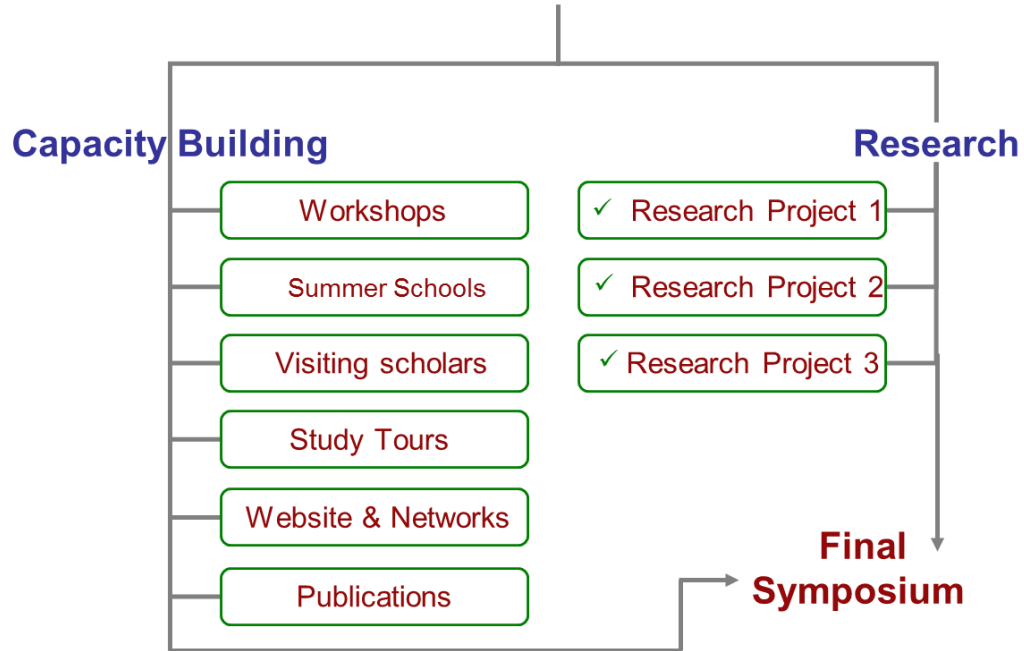 Capacity Building
Workshops
Summer Schools
Visiting scholars
Study Tours
Website & Networks
Publications
Research
✓ Research Project 1
✓ Research Project 2
✓ Research Project 3
Final
Symposium